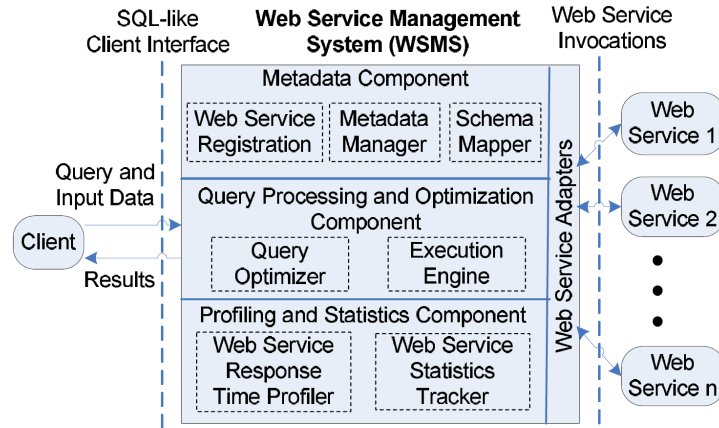 SQL-like
Client Interface
Web Service Management
System (WSMS)
Web Service
Invocations
Metadata Component
Web Service
Registration
Metadata
Manager
Schema
Mapper
Query and
Input Data
Client
Results
Query Processing and Optimization
Component
Query
Optimizer
Execution
Engine
Profiling and Statistics Component
Web Service
Response
Time Profiler
Web Service
Statistics
Tracker
Web Service Adapters
Web
Service 1
Web
Service 2
Web
Service n